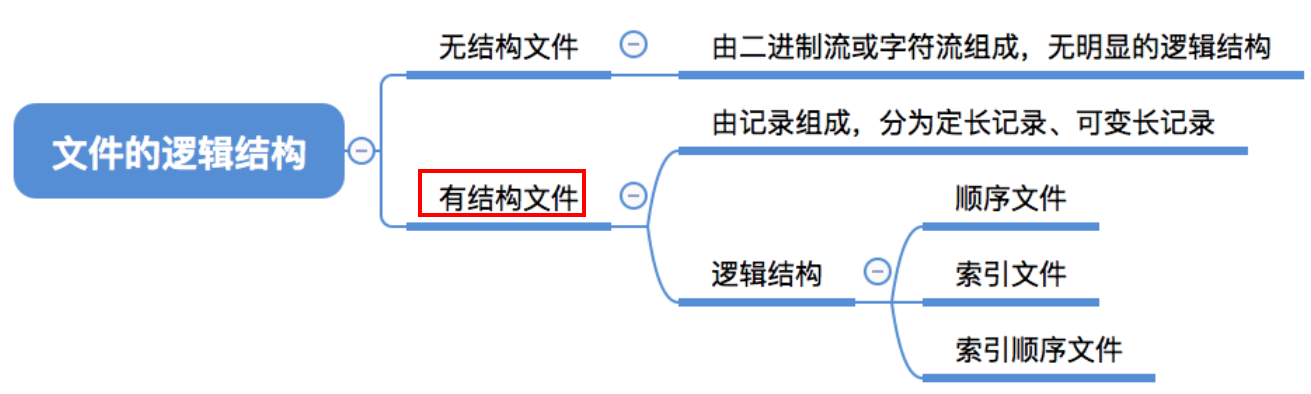 文件的逻辑结构
无结构文件
由二进制流或字符流组成，无明显的逻辑结构
有结构文件
由记录组成，分为定长记录、可变长记录
逻辑结构
顺序文件
索引文件
索引顺序文件